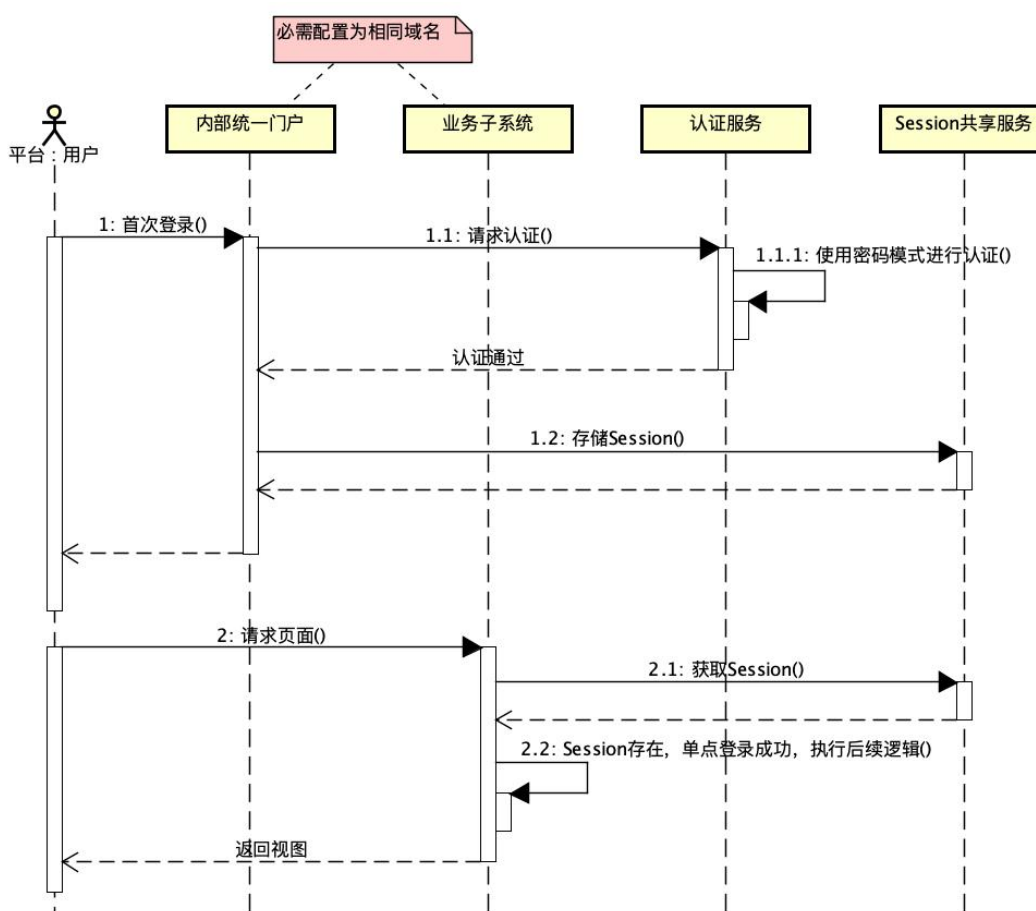 必需配置为相同域名
内部统一门户
业务子系统
认证服务
Session共享服务
平台:用户
1: 首次登录()
1.1: 请求认证()
1.1.1: 使用密码模式进行认证()
认证通过
1.2: 存储Session()
2: 请求页面()
2.1: 获取Session()
2.2: Session存在，单点登录成功，执行后续逻辑()
返回视图